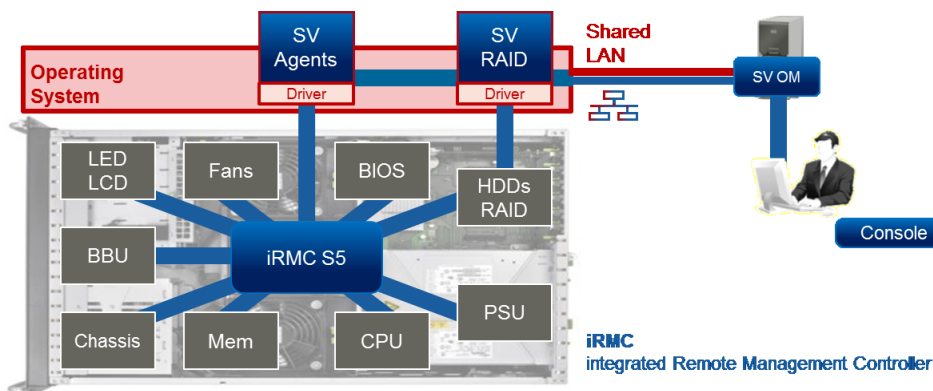 SV
Agents
Driver
SV
RAID
Driver
Shared
LAN
Operating
System
SV OM
LED
LCD
Fans
BIOS
HDDs
RAID
BBU
iRMC S5
Console
Chassis
Mem
CPU
PSU
iRMC
integrated Remote Management Controller